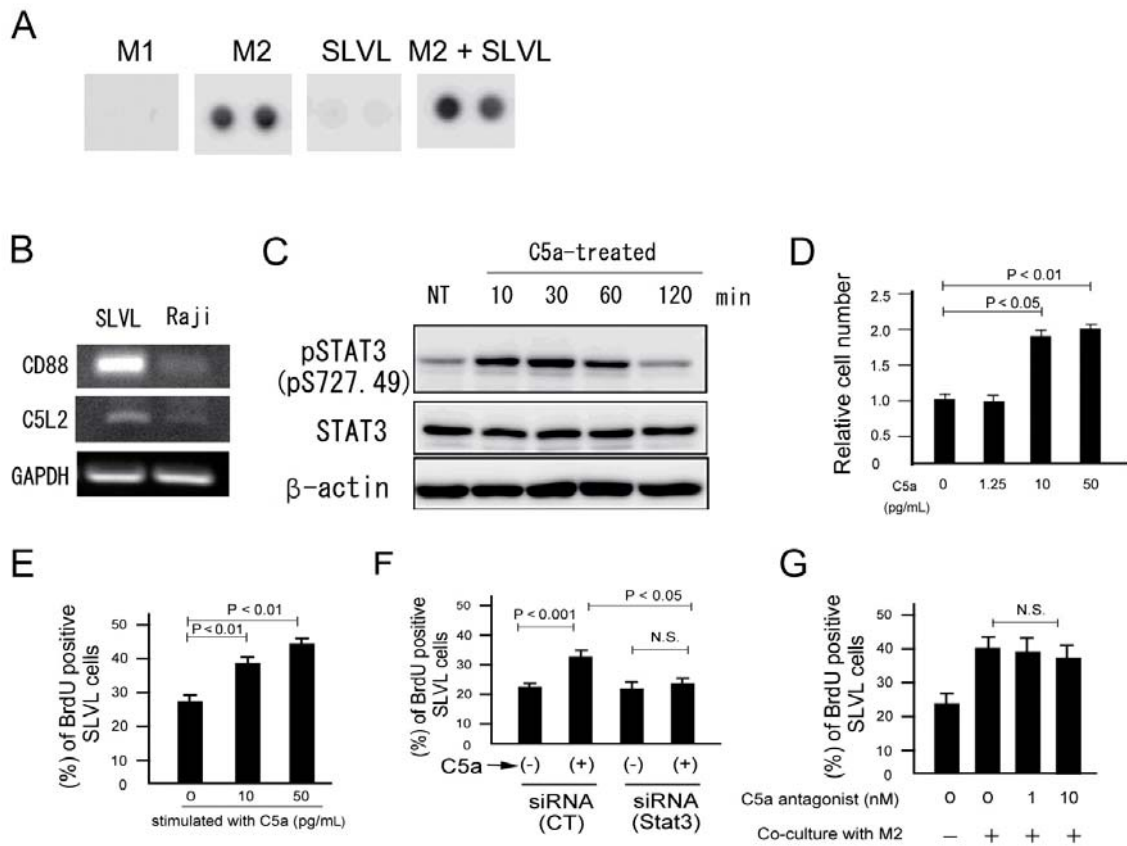 A
M1 M2 SLVL M2 + SLVL
B
SLVL Raji
CD88
C5L2
GAPDH
C
C5a-treated
NT 10 30 60 120 min
pSTAT3
(pS727.49)
STAT3
β-actin
D
Relative cell number
2.5
2.0
1.0
0.5
0
P < 0.01
P < 0.05
C5a
(pg/mL)
0 1.25 10 50
E
(%) of BrdU positive
SLVL cells
50
40
30
20
10
0
P < 0.01
P < 0.01
0 10 50
stimulated with C5a (pg/mL)
F
(%) of BrdU positive
SLVL cells
50
40
30
20
10
0
P < 0.001
P < 0.05
N.S.
C5a (-) (+) (-) (+)
siRNA siRNA
(CT) (Stat3)
G
(%) of BrdU positive
SLVL cells
50
40
30
20
10
0
N.S.
C5a antagonist (nM) 0 0 1 10
Co-culture with M2 − + + +